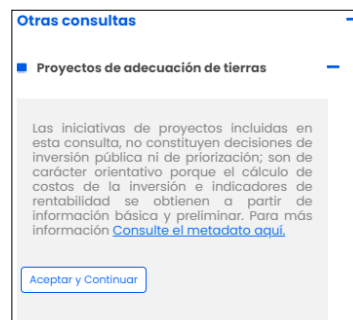 Otras consultas
Proyectos de adecuación de tierras
Las iniciativas de proyectos incluidas en
esta consulta, no constituyen decisiones de
inversión pública ni de priorización; son de
carácter orientativo porque el cálculo de
costos de la inversión e indicadores de
rentabilidad se obtienen a partir de
información básica y preliminar. Para más
información Consulte el metadato aquí.
Aceptar y Continuar